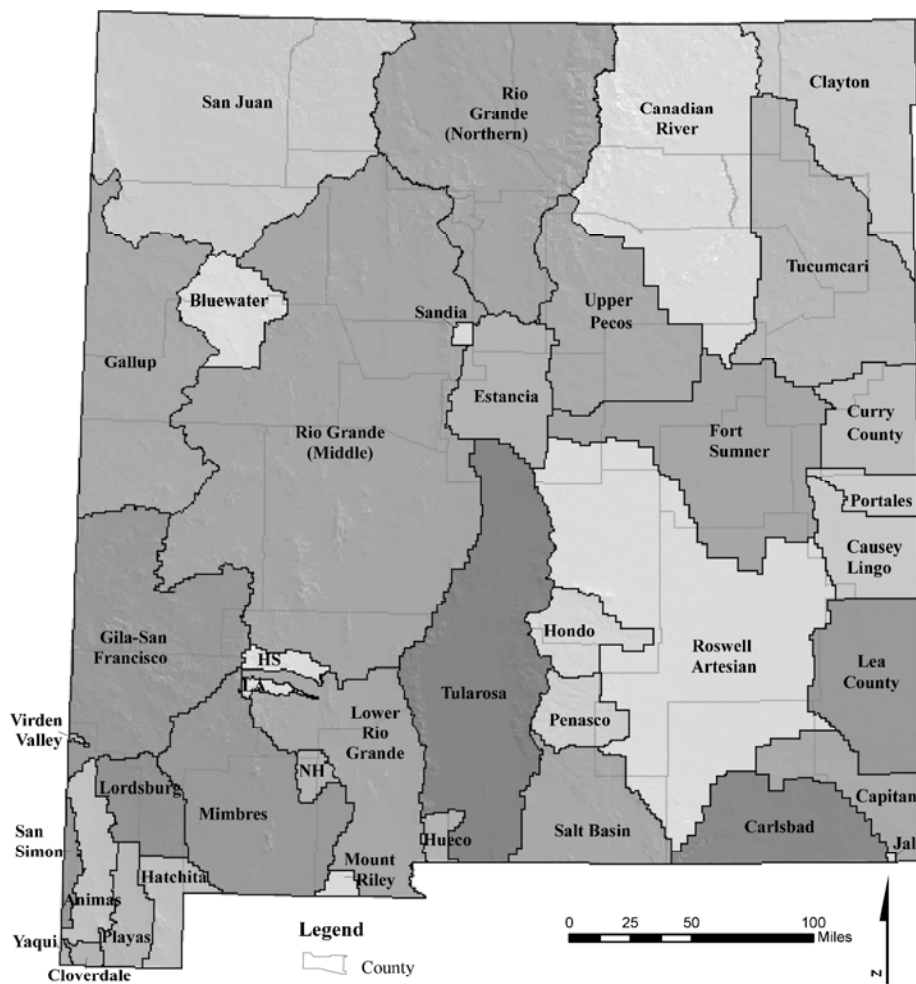 San Juan
Rio
Grande
(Northern)
Canadian
River
Clayton
Bluewater
Sandia
Upper
Pecos
Tucumcari
Gallup
Estancia
Rio Grande
(Middle)
Fort
Sumner
Curry
County
Portales
Causey
Lingo
Gila-San
Francisco
HS
LA
Hondo
Roswell
Artesian
Lea
County
Tularosa
Virden
Valley
Lower
Rio
Grande
Penasco
NH
Lordsburg
Mimbres
Capitan
San
Simon
Hueco
Salt Basin
Carlsbad
Jal
Mount
Riley
Hatchita
Animas
Yaqui
Playas
Cloverdale
Legend
County
0 25 50 100
Miles
N